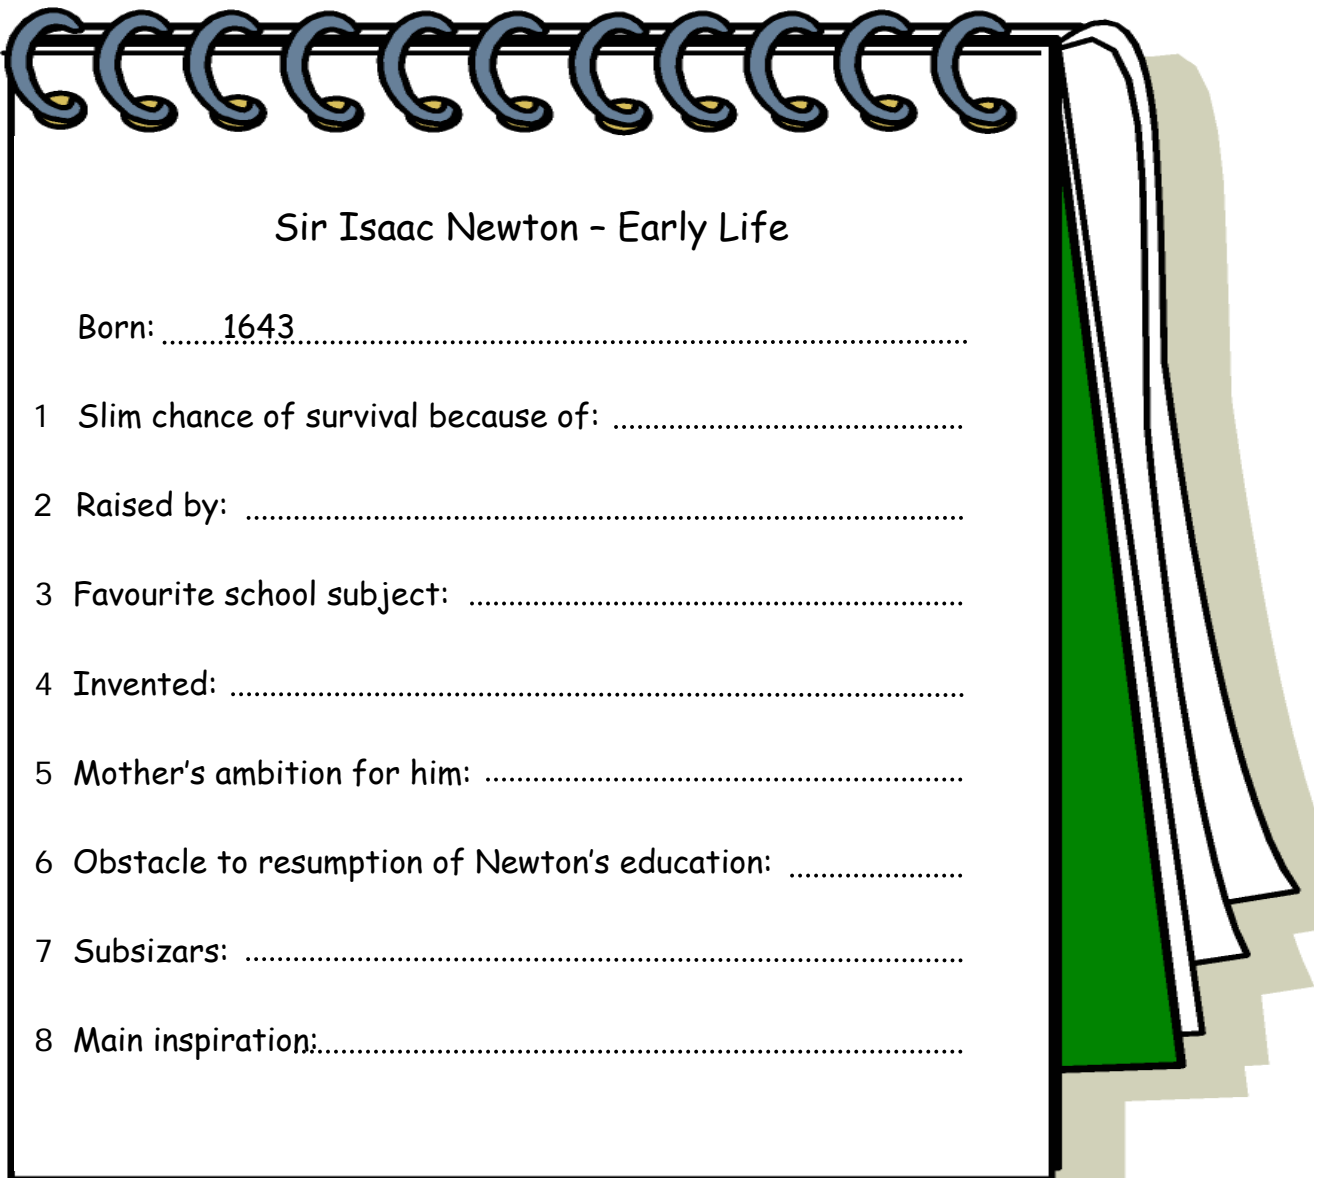 Sir Isaac Newton – Early Life
Born: ......1643......................................................................................
1 Slim chance of survival because of: .............................................
2 Raised by: ............................................................................................
3 Favourite school subject: ...............................................................
4 Invented: ..............................................................................................
5 Mother's ambition for him: .............................................................
6 Obstacle to resumption of Newton's education: ......................
7 Subsizars: ............................................................................................
8 Main inspiration:...................................................................................